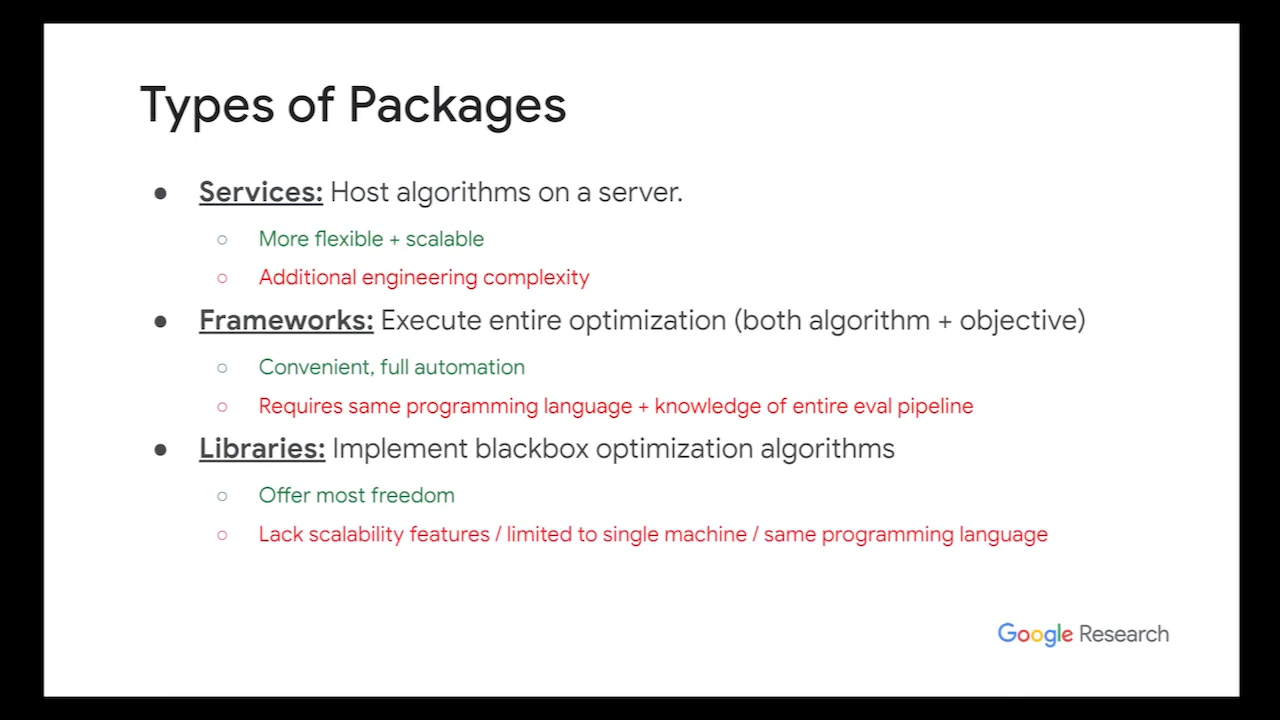 Types of Packages
● Services: Host algorithms on a server.
○ More flexible + scalable
○ Additional engineering complexity
● Frameworks: Execute entire optimization (both algorithm + objective)
○ Convenient, full automation
○ Requires same programming language + knowledge of entire eval pipeline
● Libraries: Implement blackbox optimization algorithms
○ Offer most freedom
○ Lack scalability features / limited to single machine / same programming language
Google Research